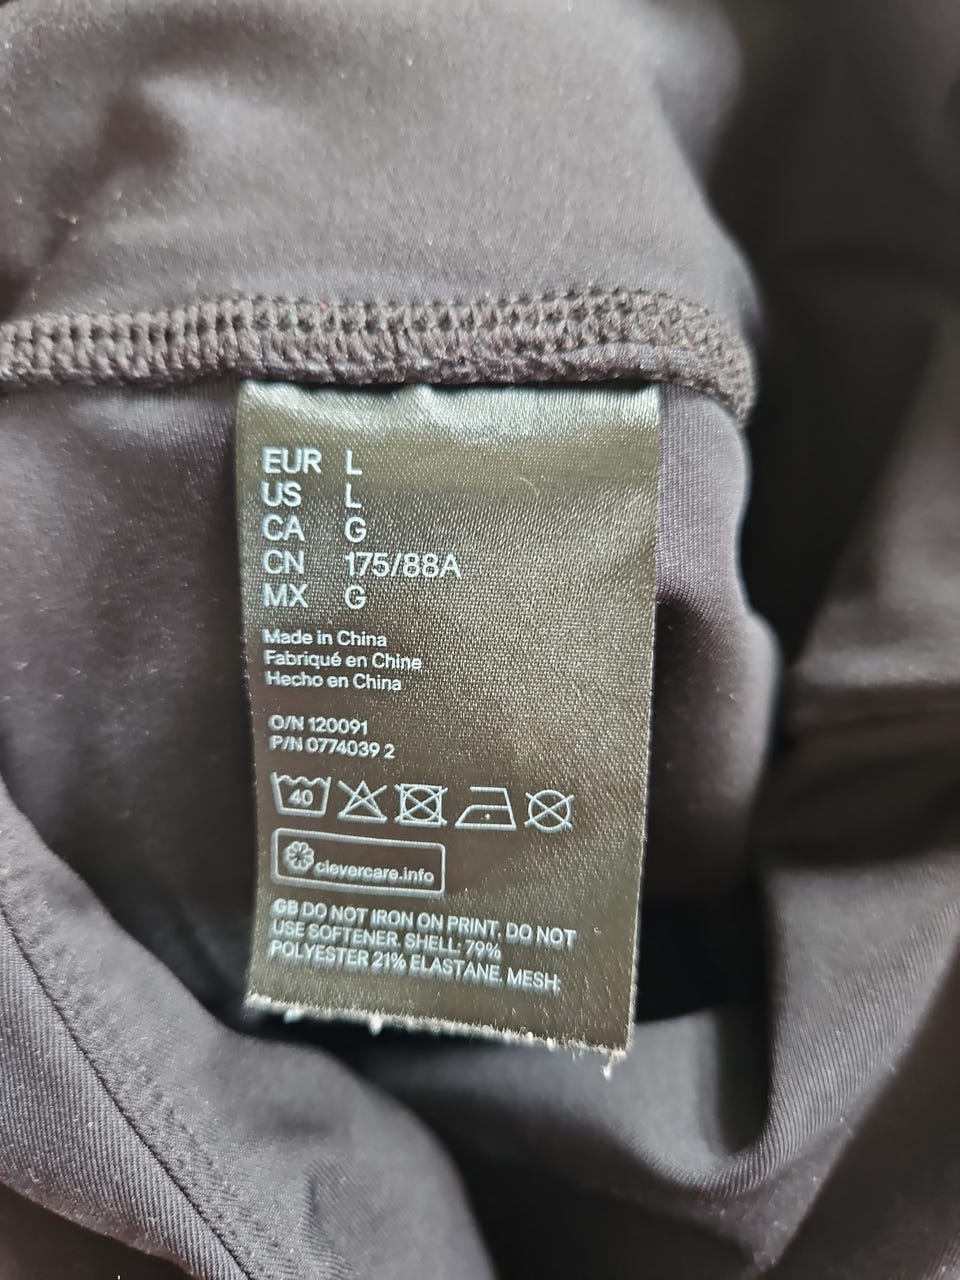 EUR L
US L
CA G
CN 175/88A
MX G
Made in China
Fabriqué en Chine
Hecho en China
O/N 120091
P/N 0774039 2
40
clevercare.info
GB DO NOT IRON ON PRINT. DO NOT
USE SOFTENER. SHELL: 79%
POLYESTER 21% ELASTANE. MESH: